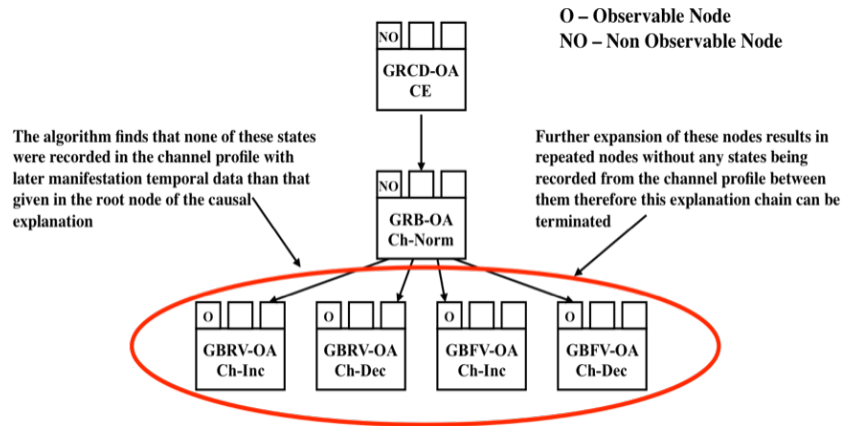 O – Observable Node
NO – Non Observable Node
NO
GRCD-OA
CE
The algorithm finds that none of these states
were recorded in the channel profile with
later manifestation temporal data than that
given in the root node of the causal
explanation
Further expansion of these nodes results in
repeated nodes without any states being
recorded from the channel profile between
them therefore this explanation chain can be
terminated
NO
GRB-OA
Ch-Norm
O
GBRV-OA
Ch-Inc
O
GBRV-OA
Ch-Dec
O
GBFV-OA
Ch-Inc
O
GBFV-OA
Ch-Dec